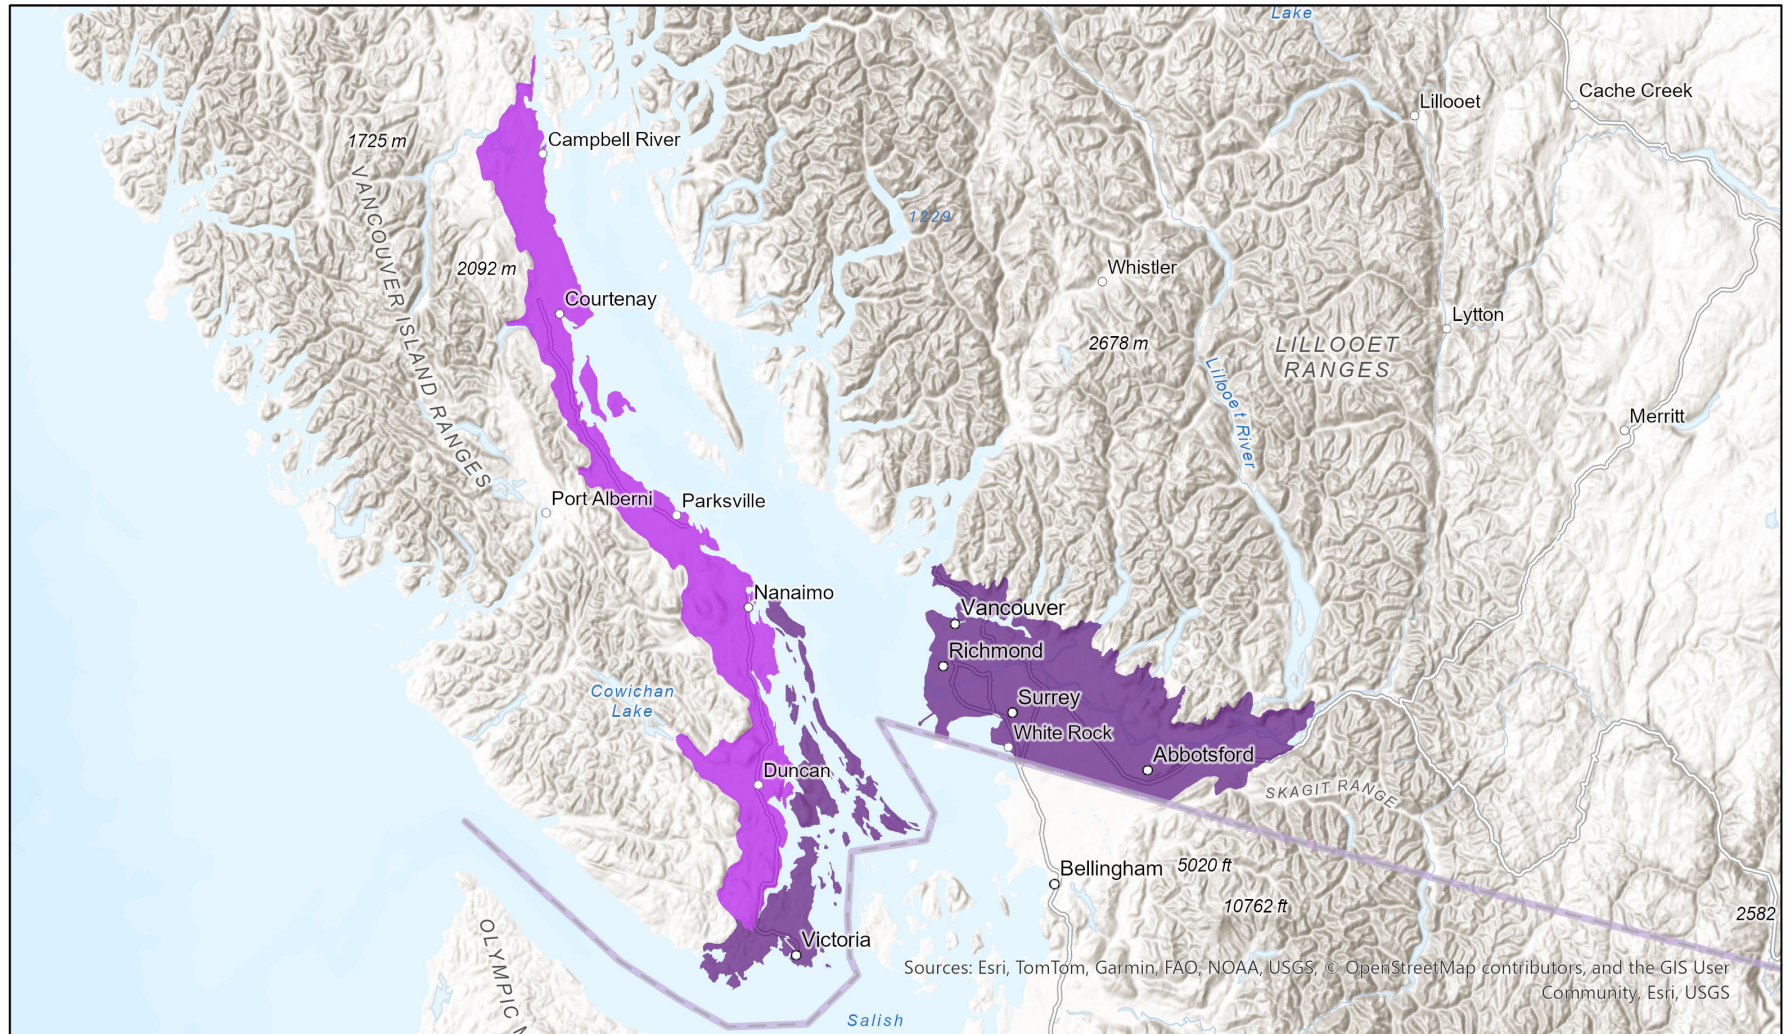 Lake
Cache Creek
Lillooet
Campbell River
1725 m
VANCOUVER ISLAND RANGES
1229
2092 m
Whistler
Courtenay
Lytton
2678 m
LILLOOET
RANGES
Lillooet River
Merritt
Port Alberni
Parksville
Nanaimo
Vancouver
Richmond
Cowichan
Lake
Surrey
White Rock
Abbotsford
Duncan
SKAGIT RANGE
Bellingham
5020 ft
10762 ft
2582
OLYMPIC
Victoria
Sources: Esri, TomTom, Garmin, FAO, NOAA, USGS, © OpenStreetMap contributors, and the GIS User
Community, Esri, USGS
Salish